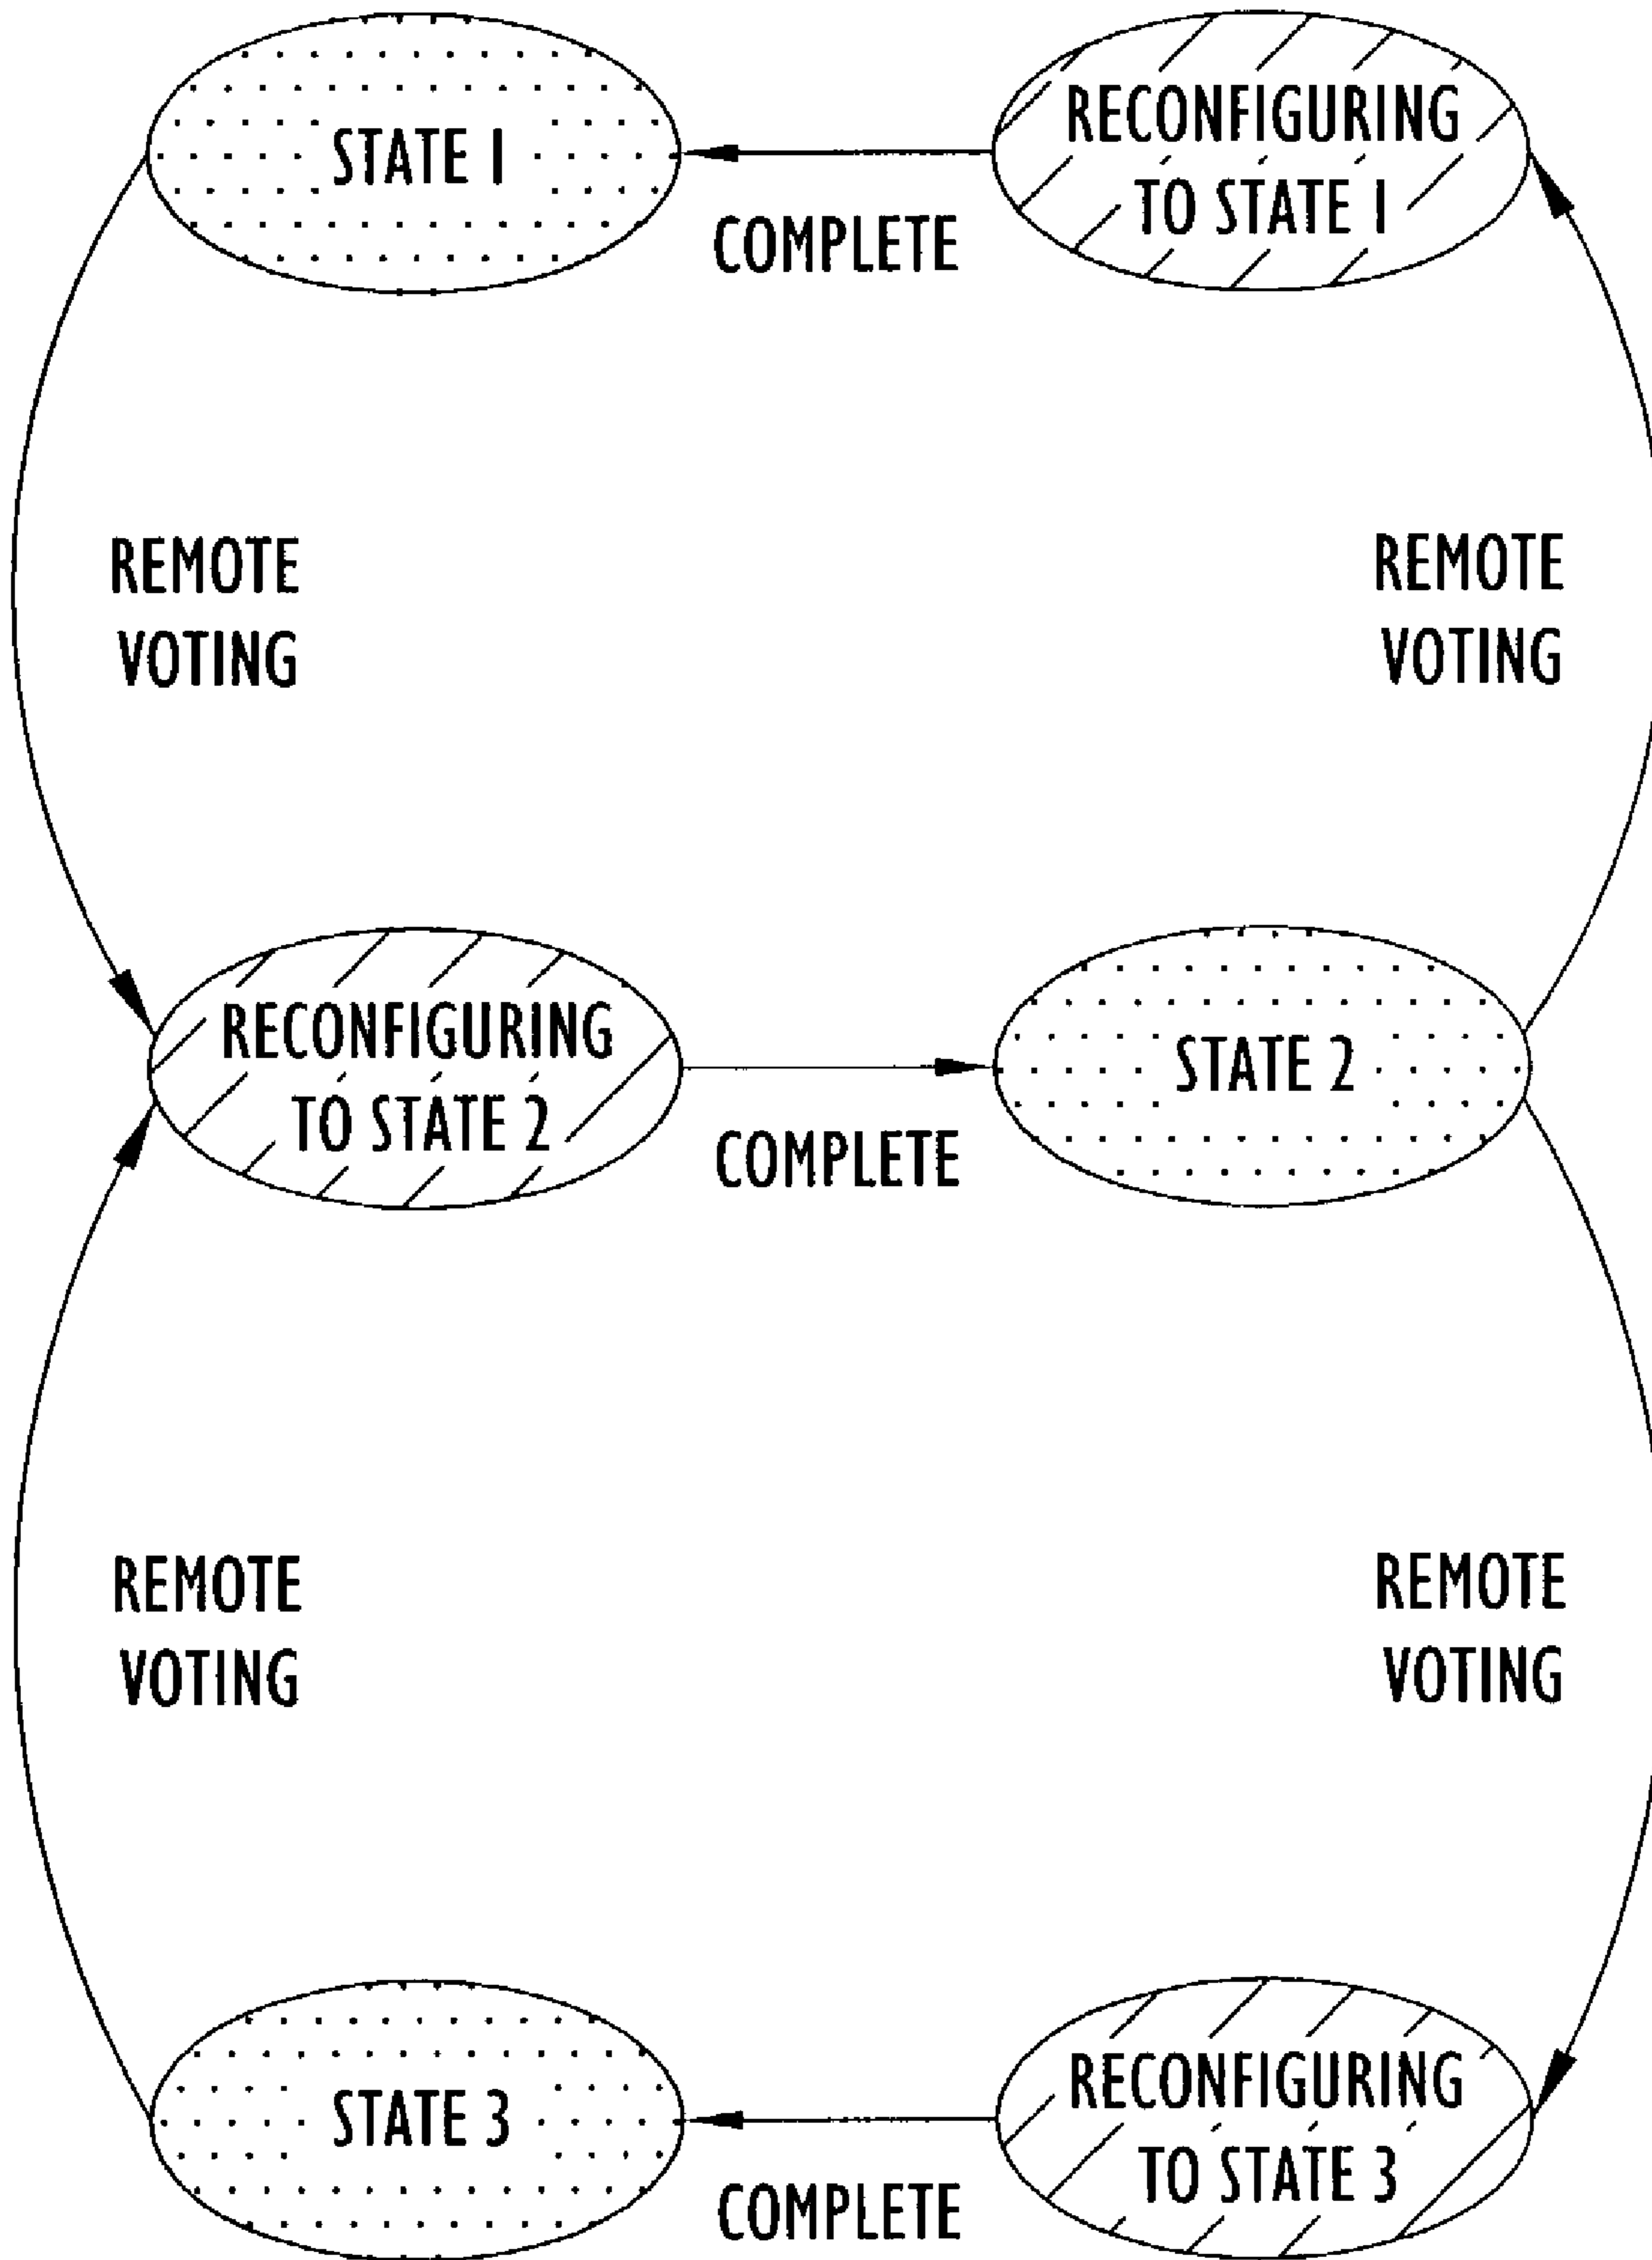 STATE 1
RECONFIGURING
TO STATE 1
COMPLETE
REMOTE
VOTING
REMOTE
VOTING
RECONFIGURING
TO STATE 2
STATE 2
COMPLETE
REMOTE
VOTING
REMOTE
VOTING
STATE 3
RECONFIGURING
TO STATE 3
COMPLETE